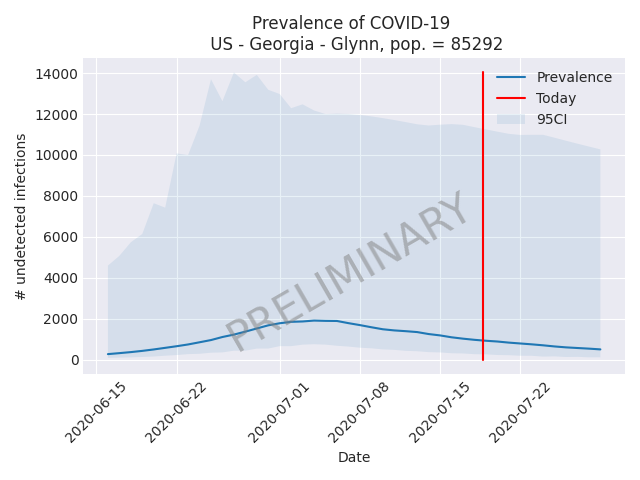 Prevalence of COVID-19
US - Georgia - Glynn, pop. = 85292
14000
12000
10000
8000
6000
4000
2000
0
# undetected infections
Prevalence
Today
95CI
PRELIMINARY
2020-06-15
2020-06-22
2020-07-01
2020-07-08
2020-07-15
2020-07-22
Date